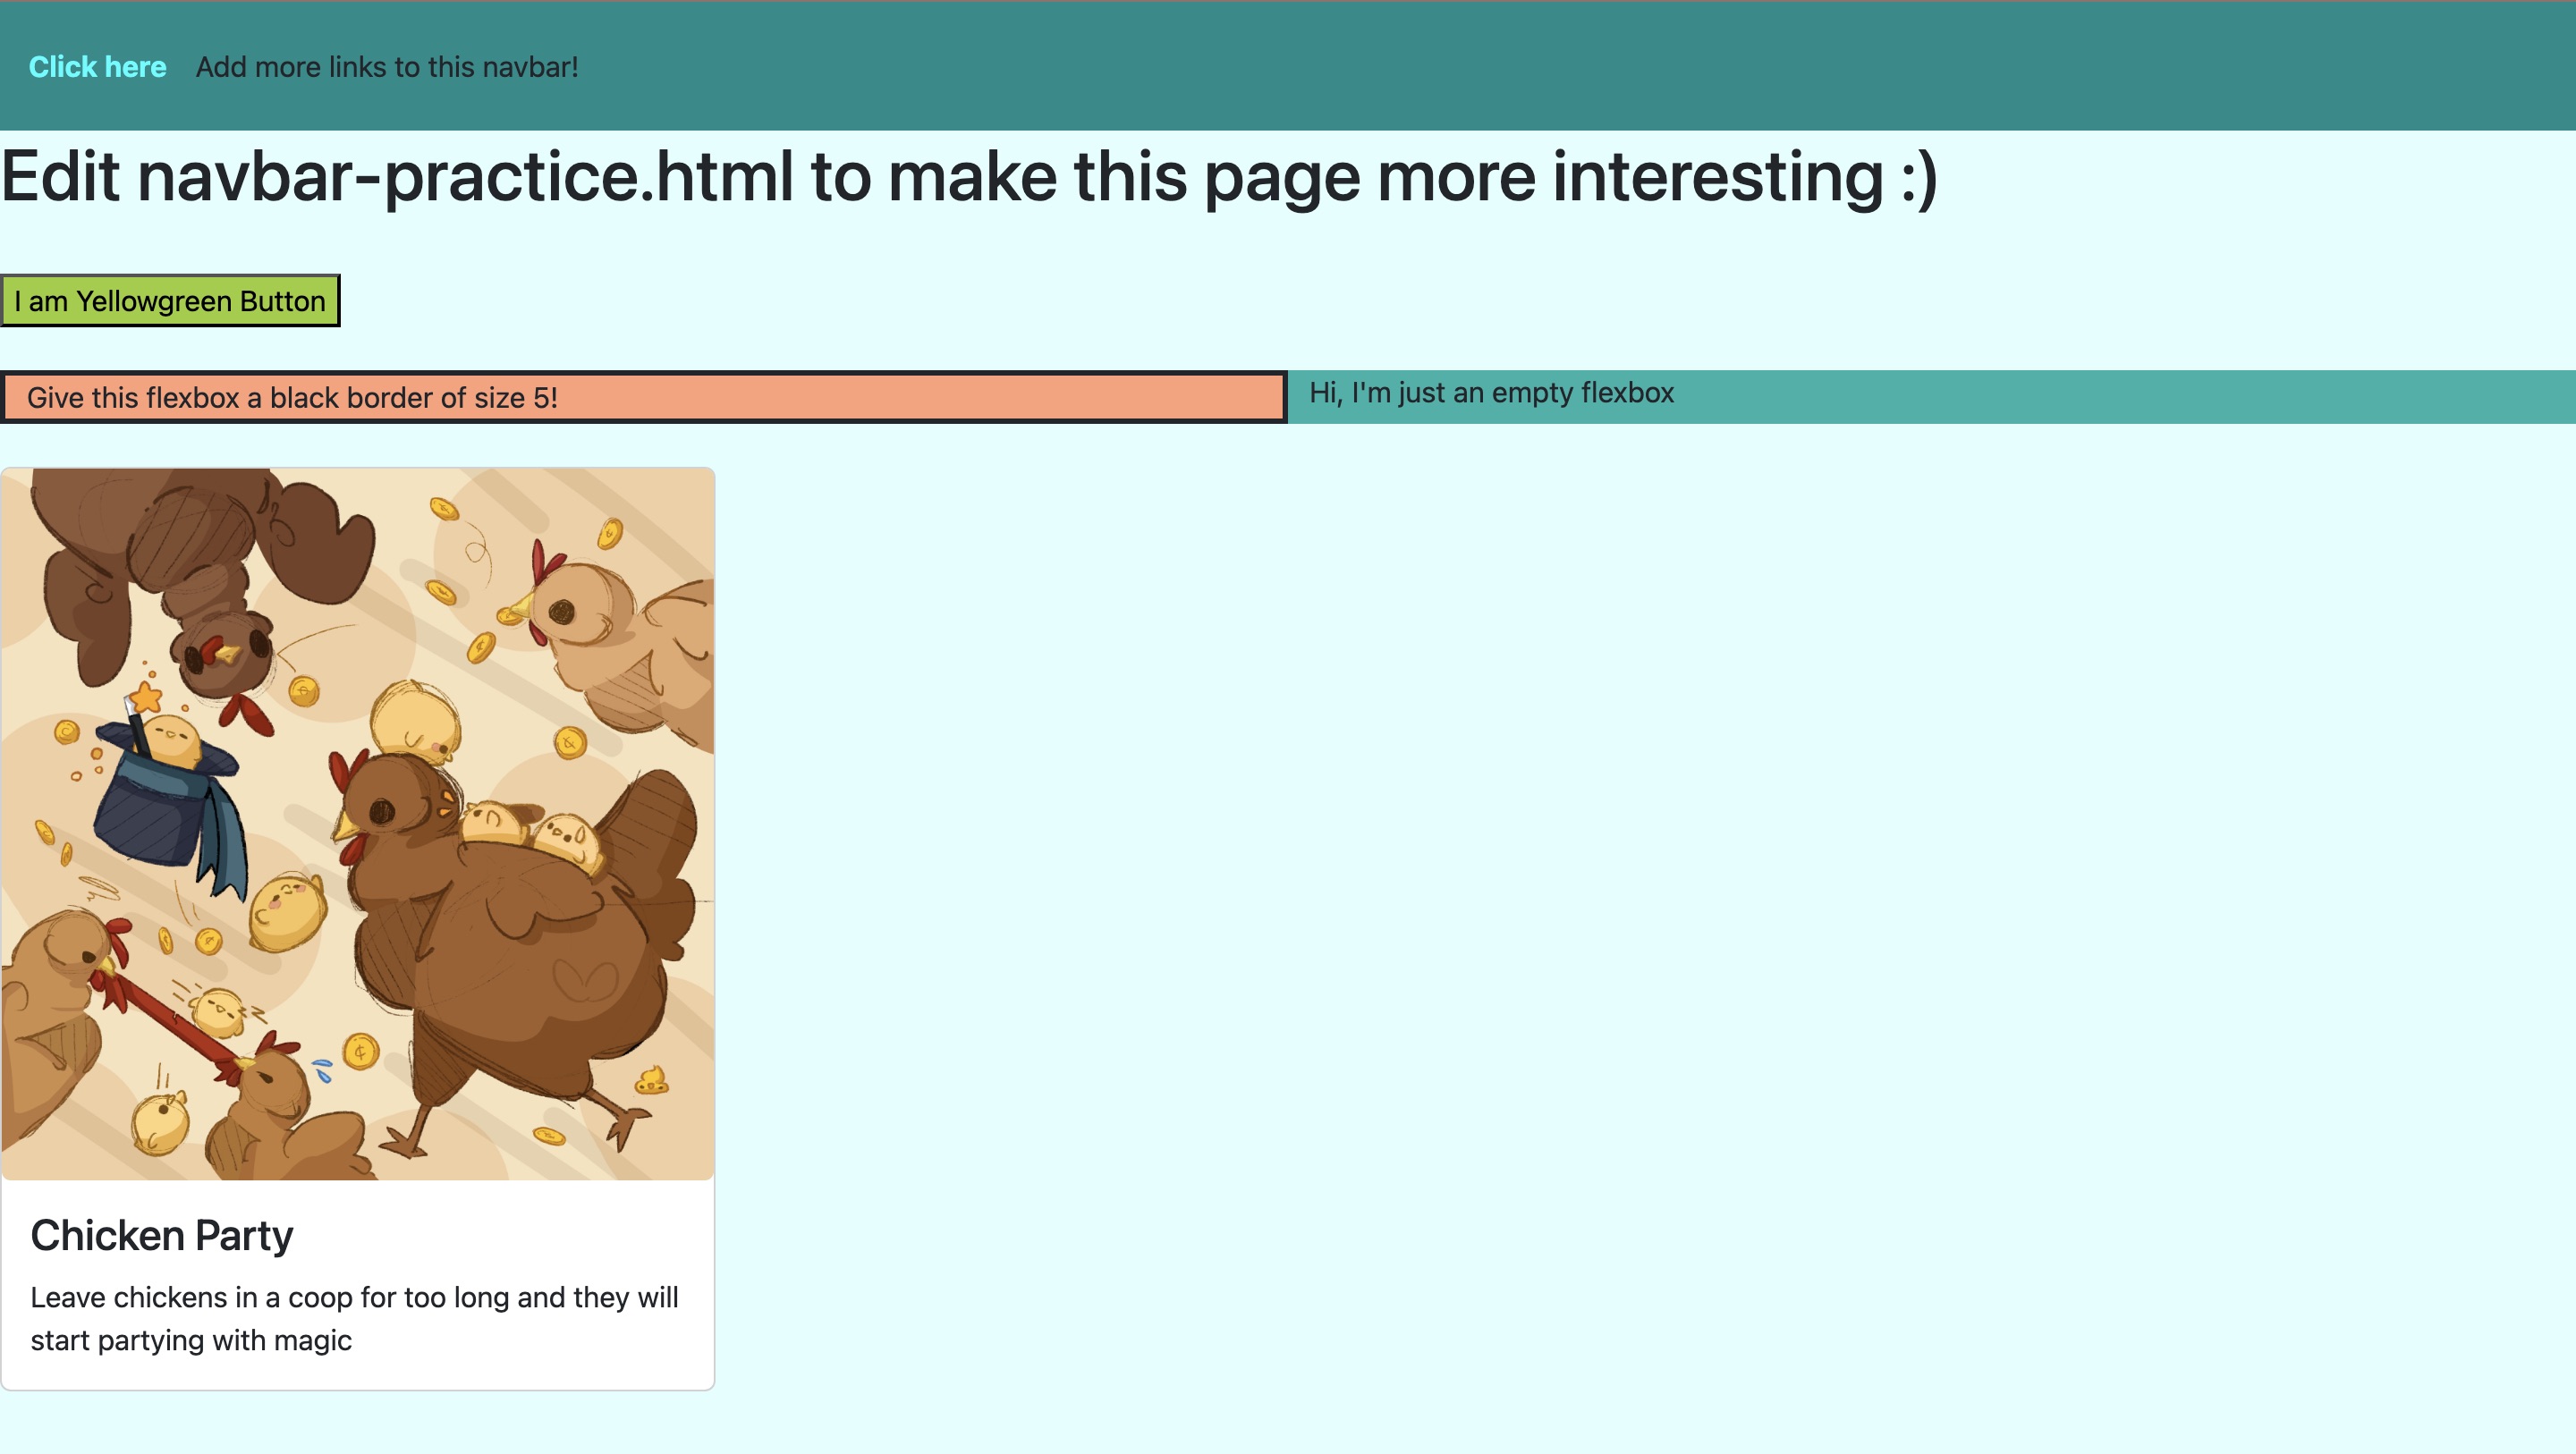 Click here Add more links to this navbar!
Edit navbar-practice.html to make this page more interesting :)
I am Yellowgreen Button
Give this flexbox a black border of size 5!
Hi, I'm just an empty flexbox
Chicken Party
Leave chickens in a coop for too long and they will
start partying with magic